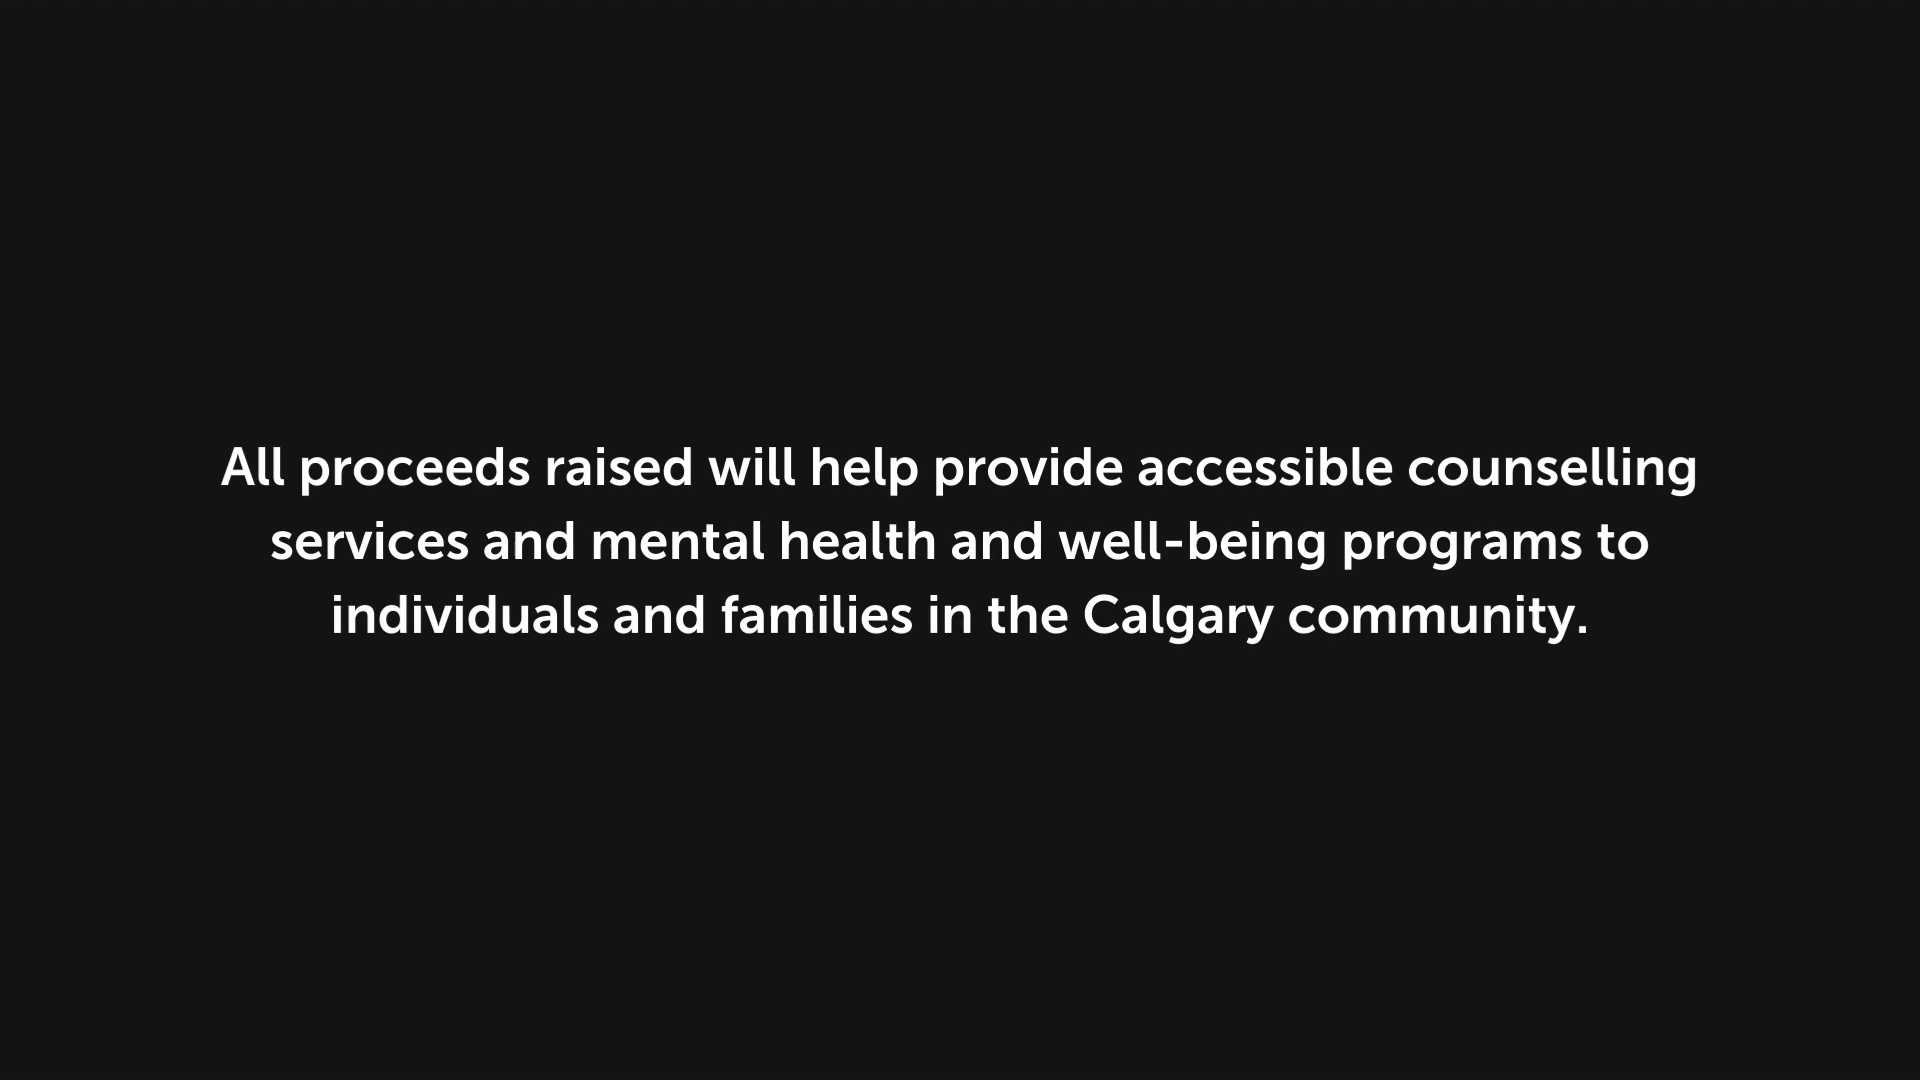 All proceeds raised will help provide accessible counselling
services and mental health and well-being programs to
individuals and families in the Calgary community.